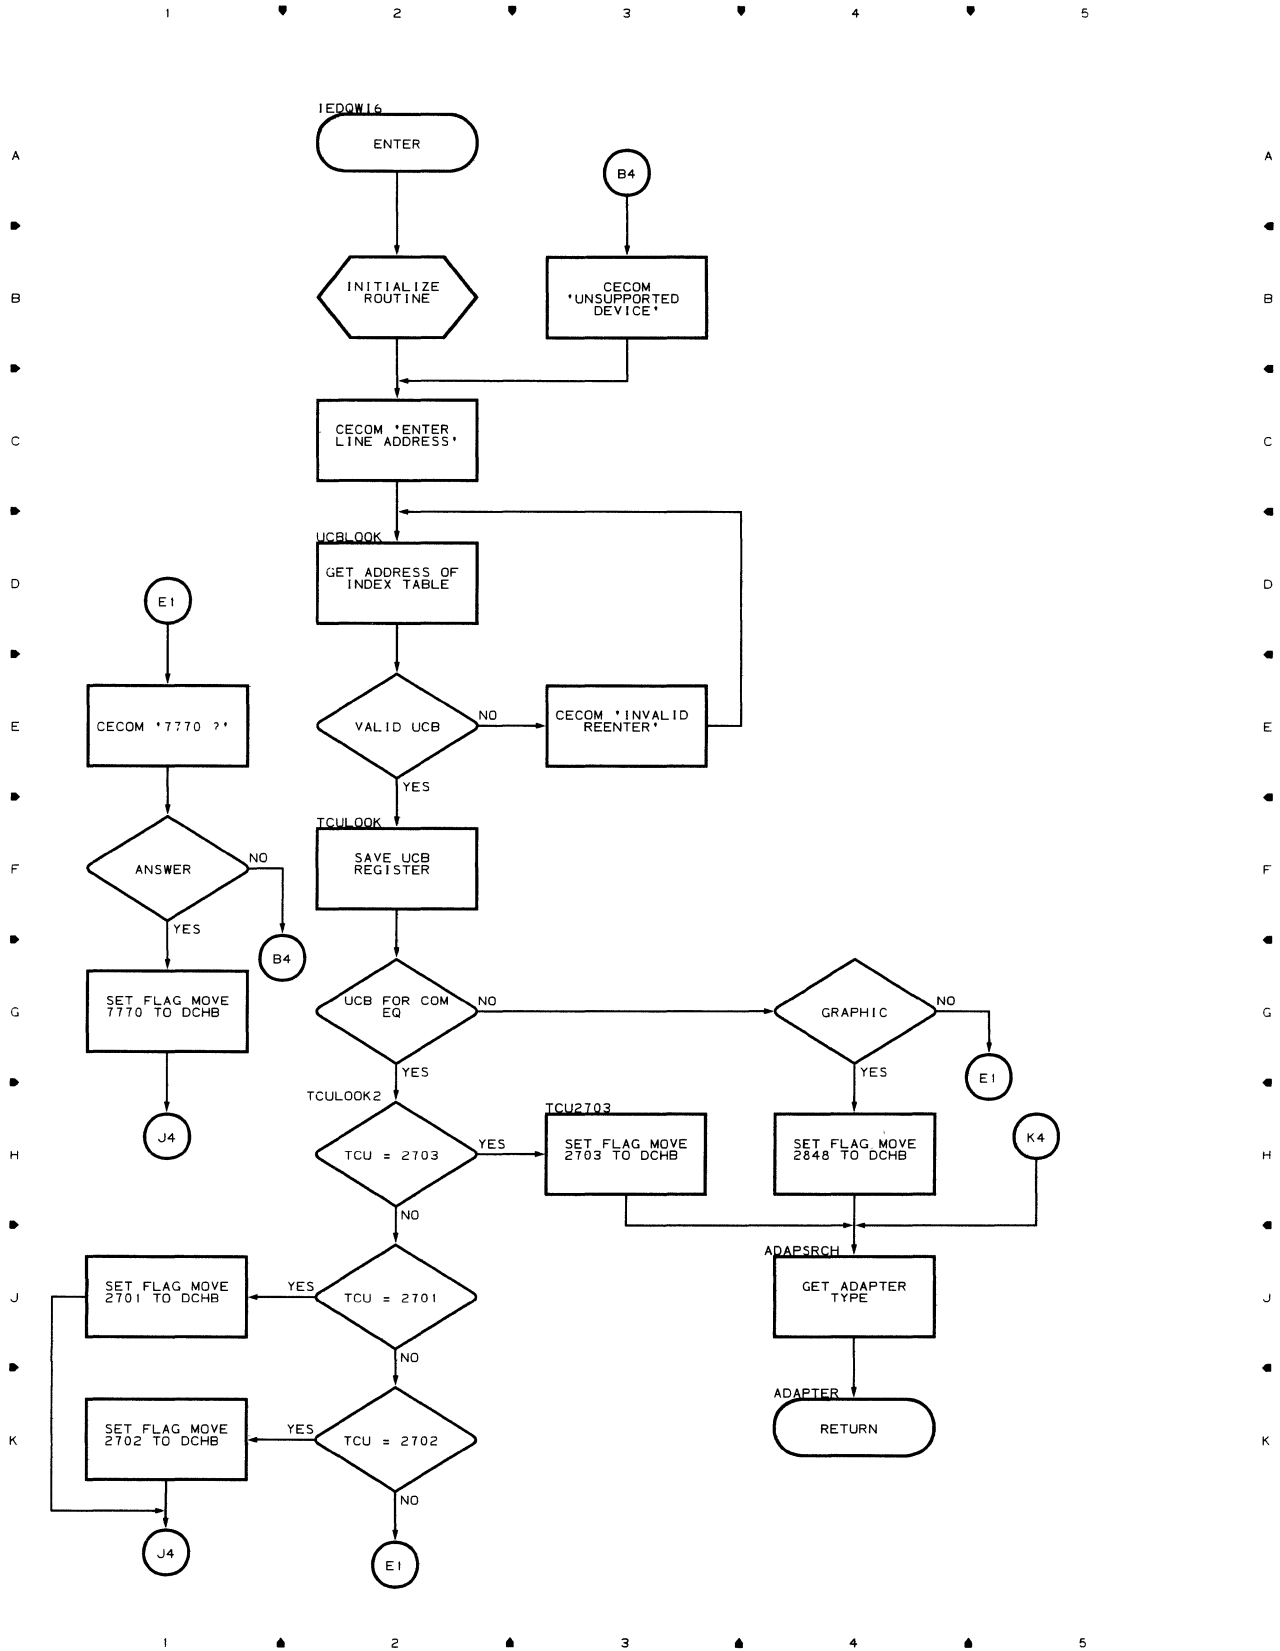 1 2 3 4 5
IEDQW16
ENTER
A A
B4
INITIALIZE
ROUTINE
CECOM
'UNSUPPORTED
DEVICE'
B B
CECOM 'ENTER
LINE ADDRESS'
C C
UCBLOOK
GET ADDRESS OF
INDEX TABLE
D D
E1
CECOM '7770 ?'
VALID UCB
NO
CECOM 'INVALID
REENTER'
E E
YES
TCULOOK
ANSWER
NO
SAVE UCB
REGISTER
F F
YES
B4
SET FLAG MOVE
7770 TO DCHB
UCB FOR COM
EQ
NO
GRAPHIC
NO
G G
YES
YES
E1
TCULOOK2
TCU2703
J4
TCU = 2703
YES
SET FLAG MOVE
2703 TO DCHB
SET FLAG MOVE
2848 TO DCHB
K4
H H
NO
ADAPSRCH
SET FLAG MOVE
2701 TO DCHB
YES
TCU = 2701
GET ADAPTER
TYPE
J J
NO
ADAPTER
SET FLAG MOVE
2702 TO DCHB
YES
TCU = 2702
RETURN
K K
NO
J4
E1
1 2 3 4 5